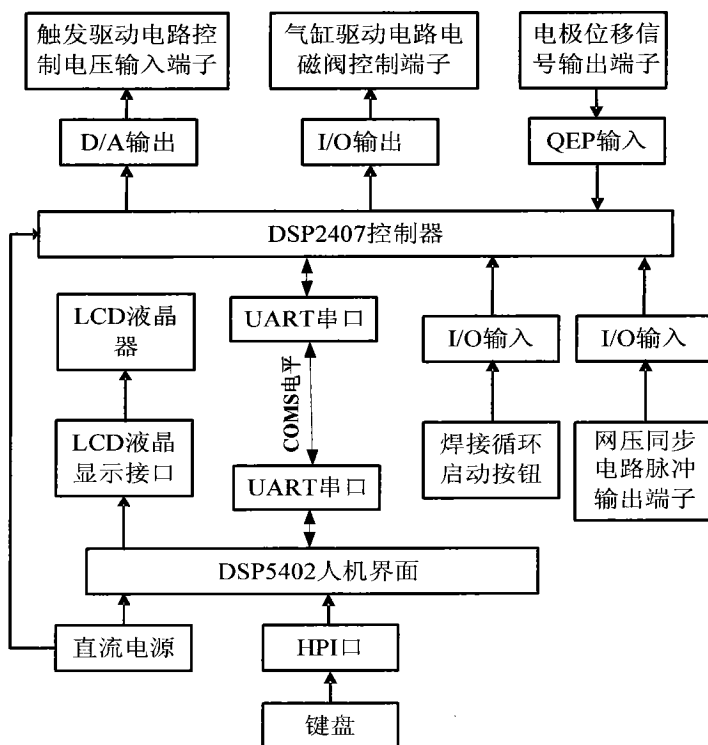 触发驱动电路控
制电压输入端子
气缸驱动电路电
磁阀控制端子
电极位移信
号输出端子
D/A输出
I/O输出
QEP输入
DSP2407控制器
LCD液晶
器
UART串口
I/O输入
I/O输入
COMS电平
LCD液晶
显示接口
焊接循环
启动按钮
网压同步
电路脉冲
输出端子
UART串口
DSP5402人机界面
直流电源
HPI口
键盘